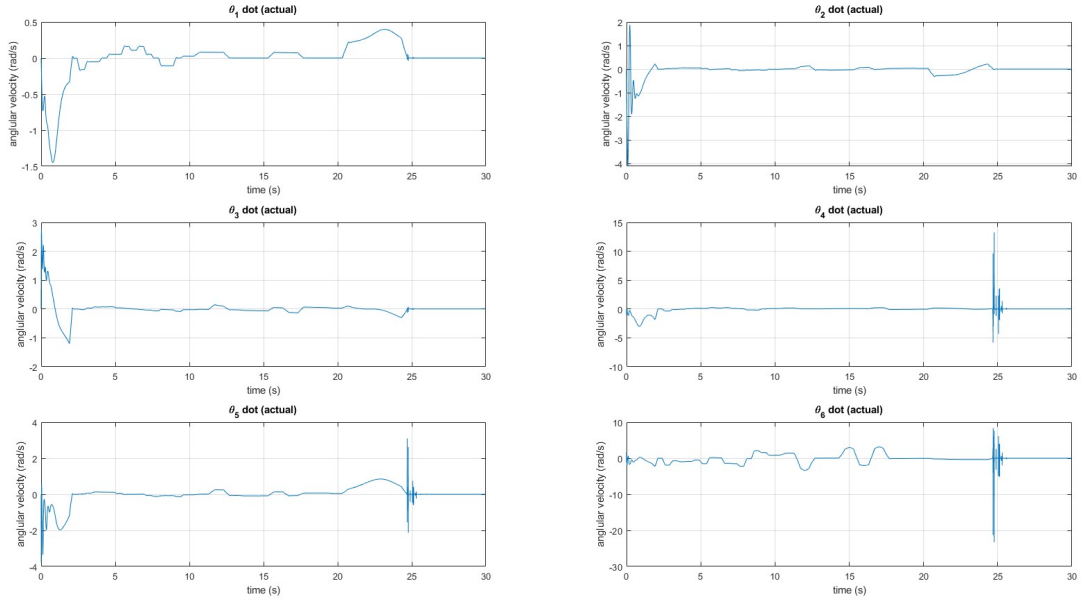 θ1 dot (actual)
0.5
0
-0.5
-1
-1.5
anglular velocity (rad/s)
0 5 10 15 20 25 30
time (s)
θ2 dot (actual)
2
1
0
-1
-2
-3
-4
anglular velocity (rad/s)
0 5 10 15 20 25 30
time (s)
θ3 dot (actual)
3
2
1
0
-1
-2
anglular velocity (rad/s)
0 5 10 15 20 25 30
time (s)
θ4 dot (actual)
15
10
5
0
-5
-10
anglular velocity (rad/s)
0 5 10 15 20 25 30
time (s)
θ5 dot (actual)
4
2
0
-2
-4
anglular velocity (rad/s)
0 5 10 15 20 25 30
time (s)
θ6 dot (actual)
10
0
-10
-20
-30
anglular velocity (rad/s)
0 5 10 15 20 25 30
time (s)